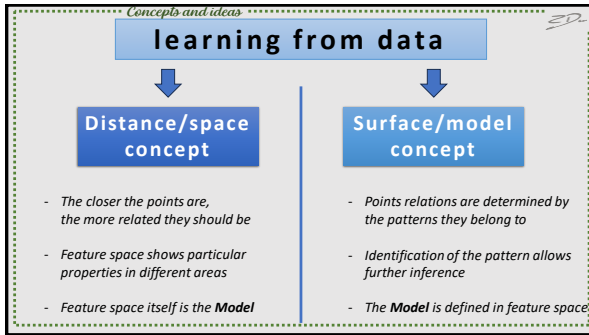 Concepts and ideas
learning from data
Distance/space
concept
- The closer the points are,
the more related they should be
- Feature space shows particular
properties in different areas
- Feature space itself is the Model
Surface/model
concept
- Points relations are determined by
the patterns they belong to
- Identification of the pattern allows
further inference
- The Model is defined in feature space